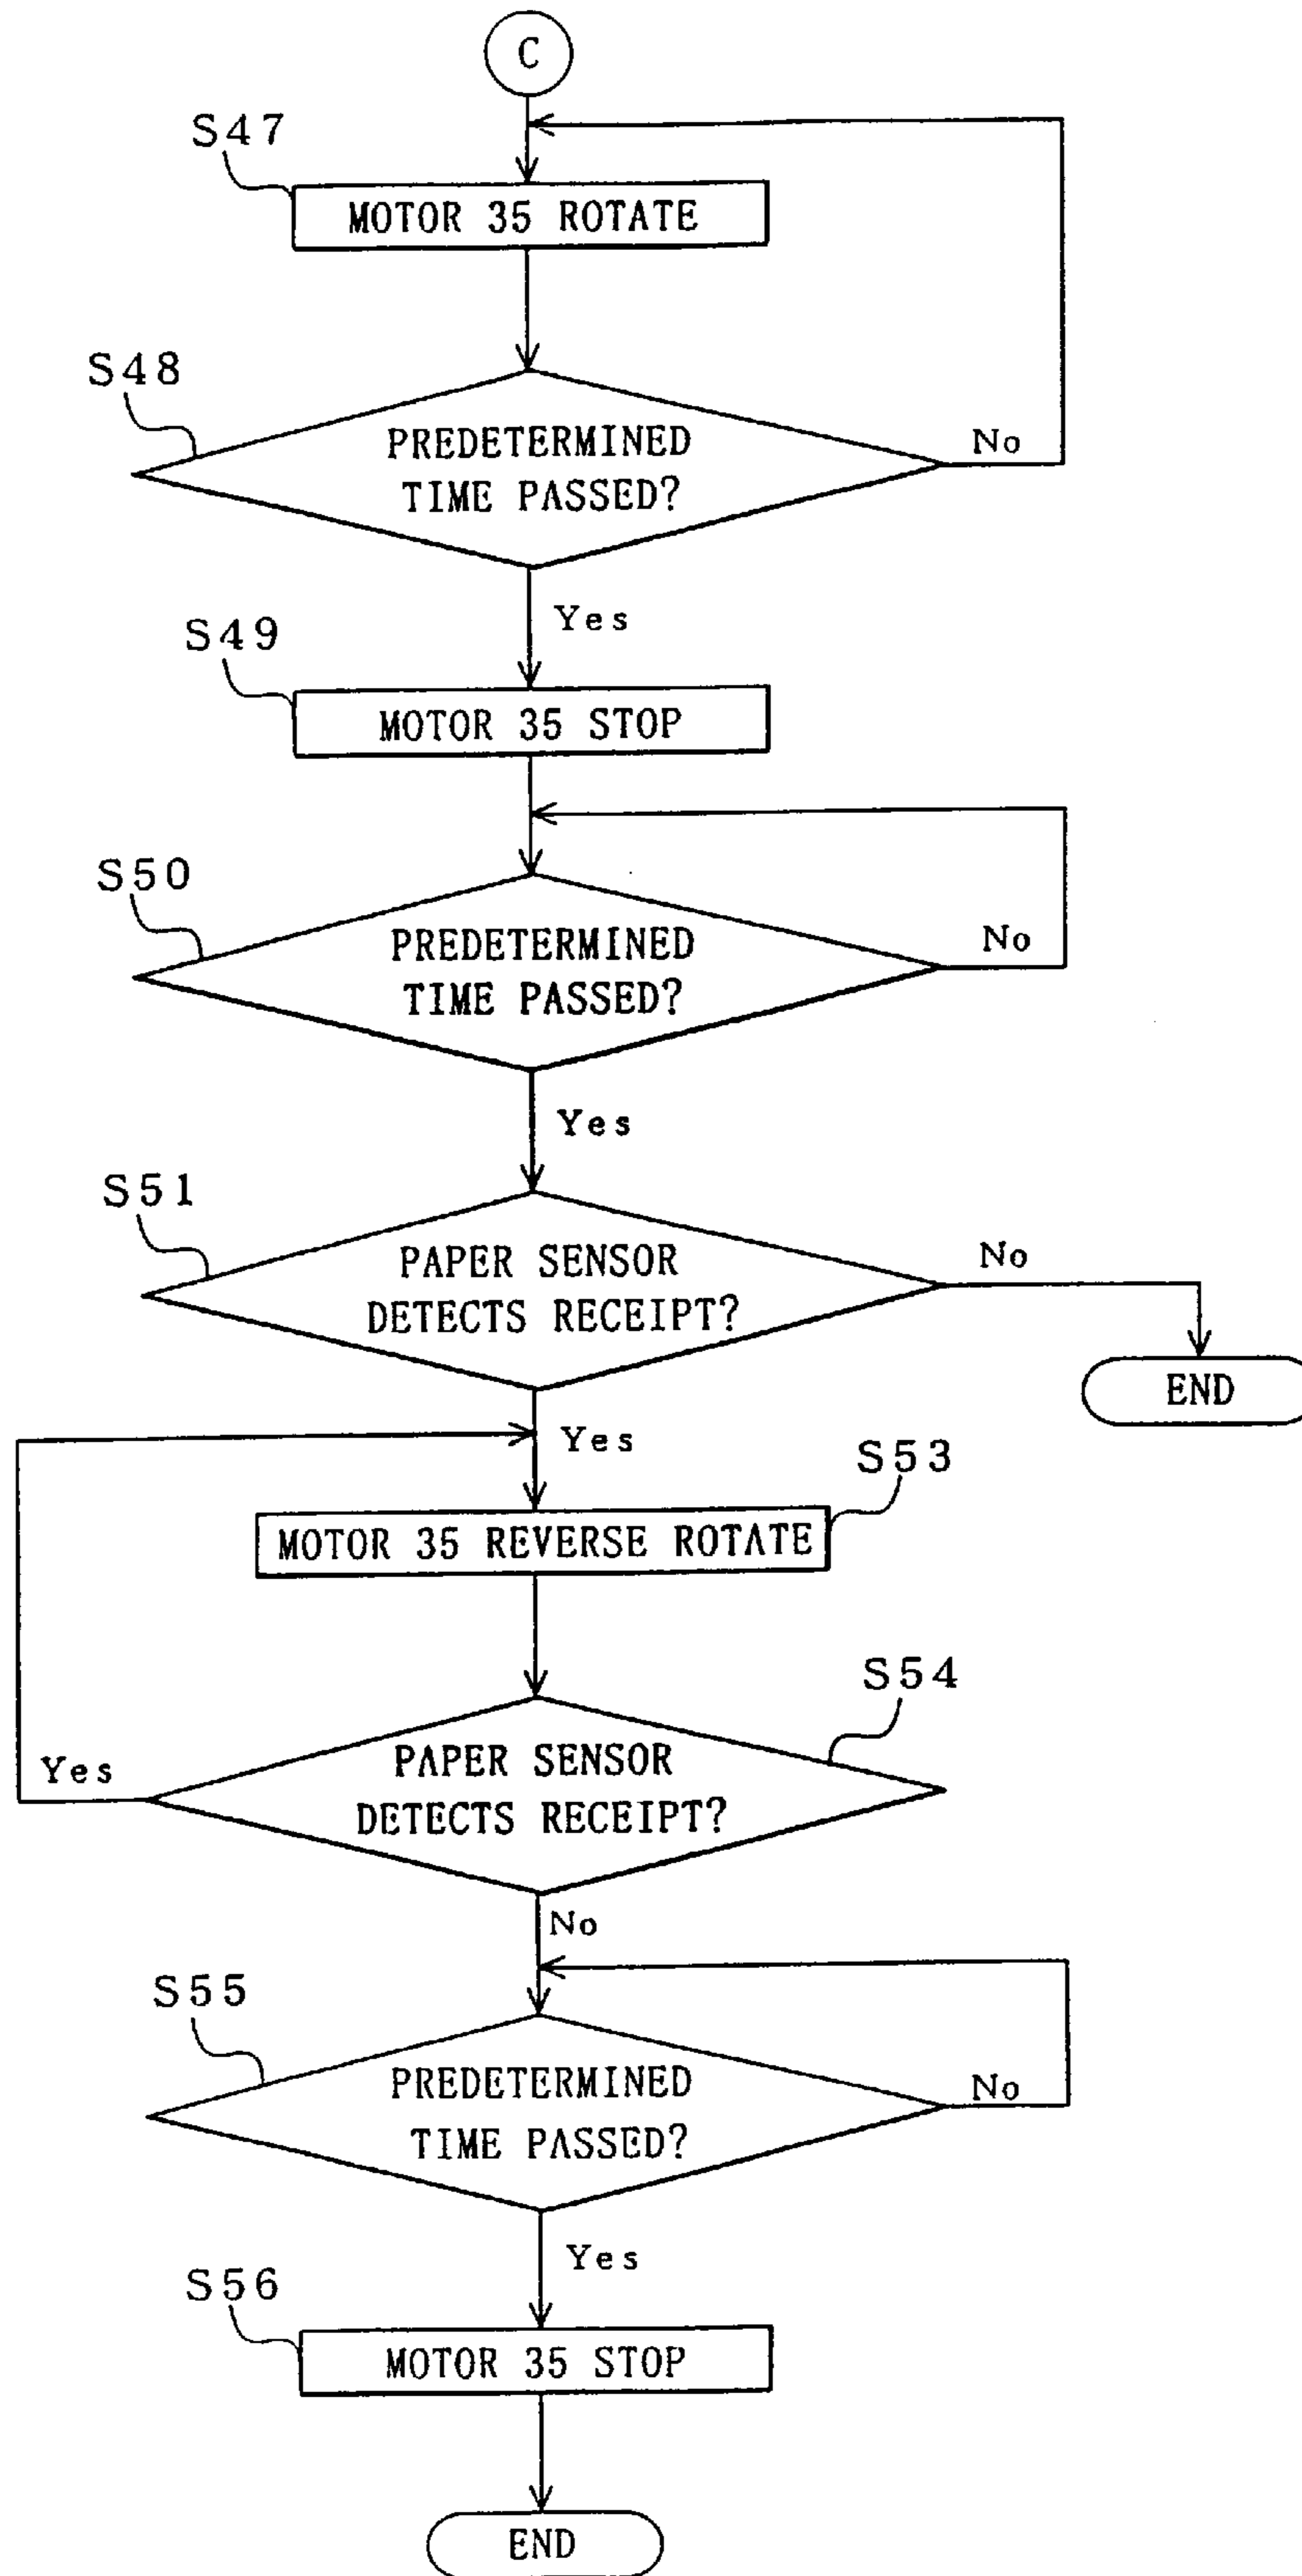 C
S47
MOTOR 35 ROTATE
S48
PREDETERMINED
TIME PASSED?
No
Yes
S49
MOTOR 35 STOP
S50
PREDETERMINED
TIME PASSED?
No
Yes
S51
PAPER SENSOR
DETECTS RECEIPT?
No
END
Yes
S53
MOTOR 35 REVERSE ROTATE
S54
PAPER SENSOR
DETECTS RECEIPT?
Yes
No
S55
PREDETERMINED
TIME PASSED?
No
Yes
S56
MOTOR 35 STOP
END